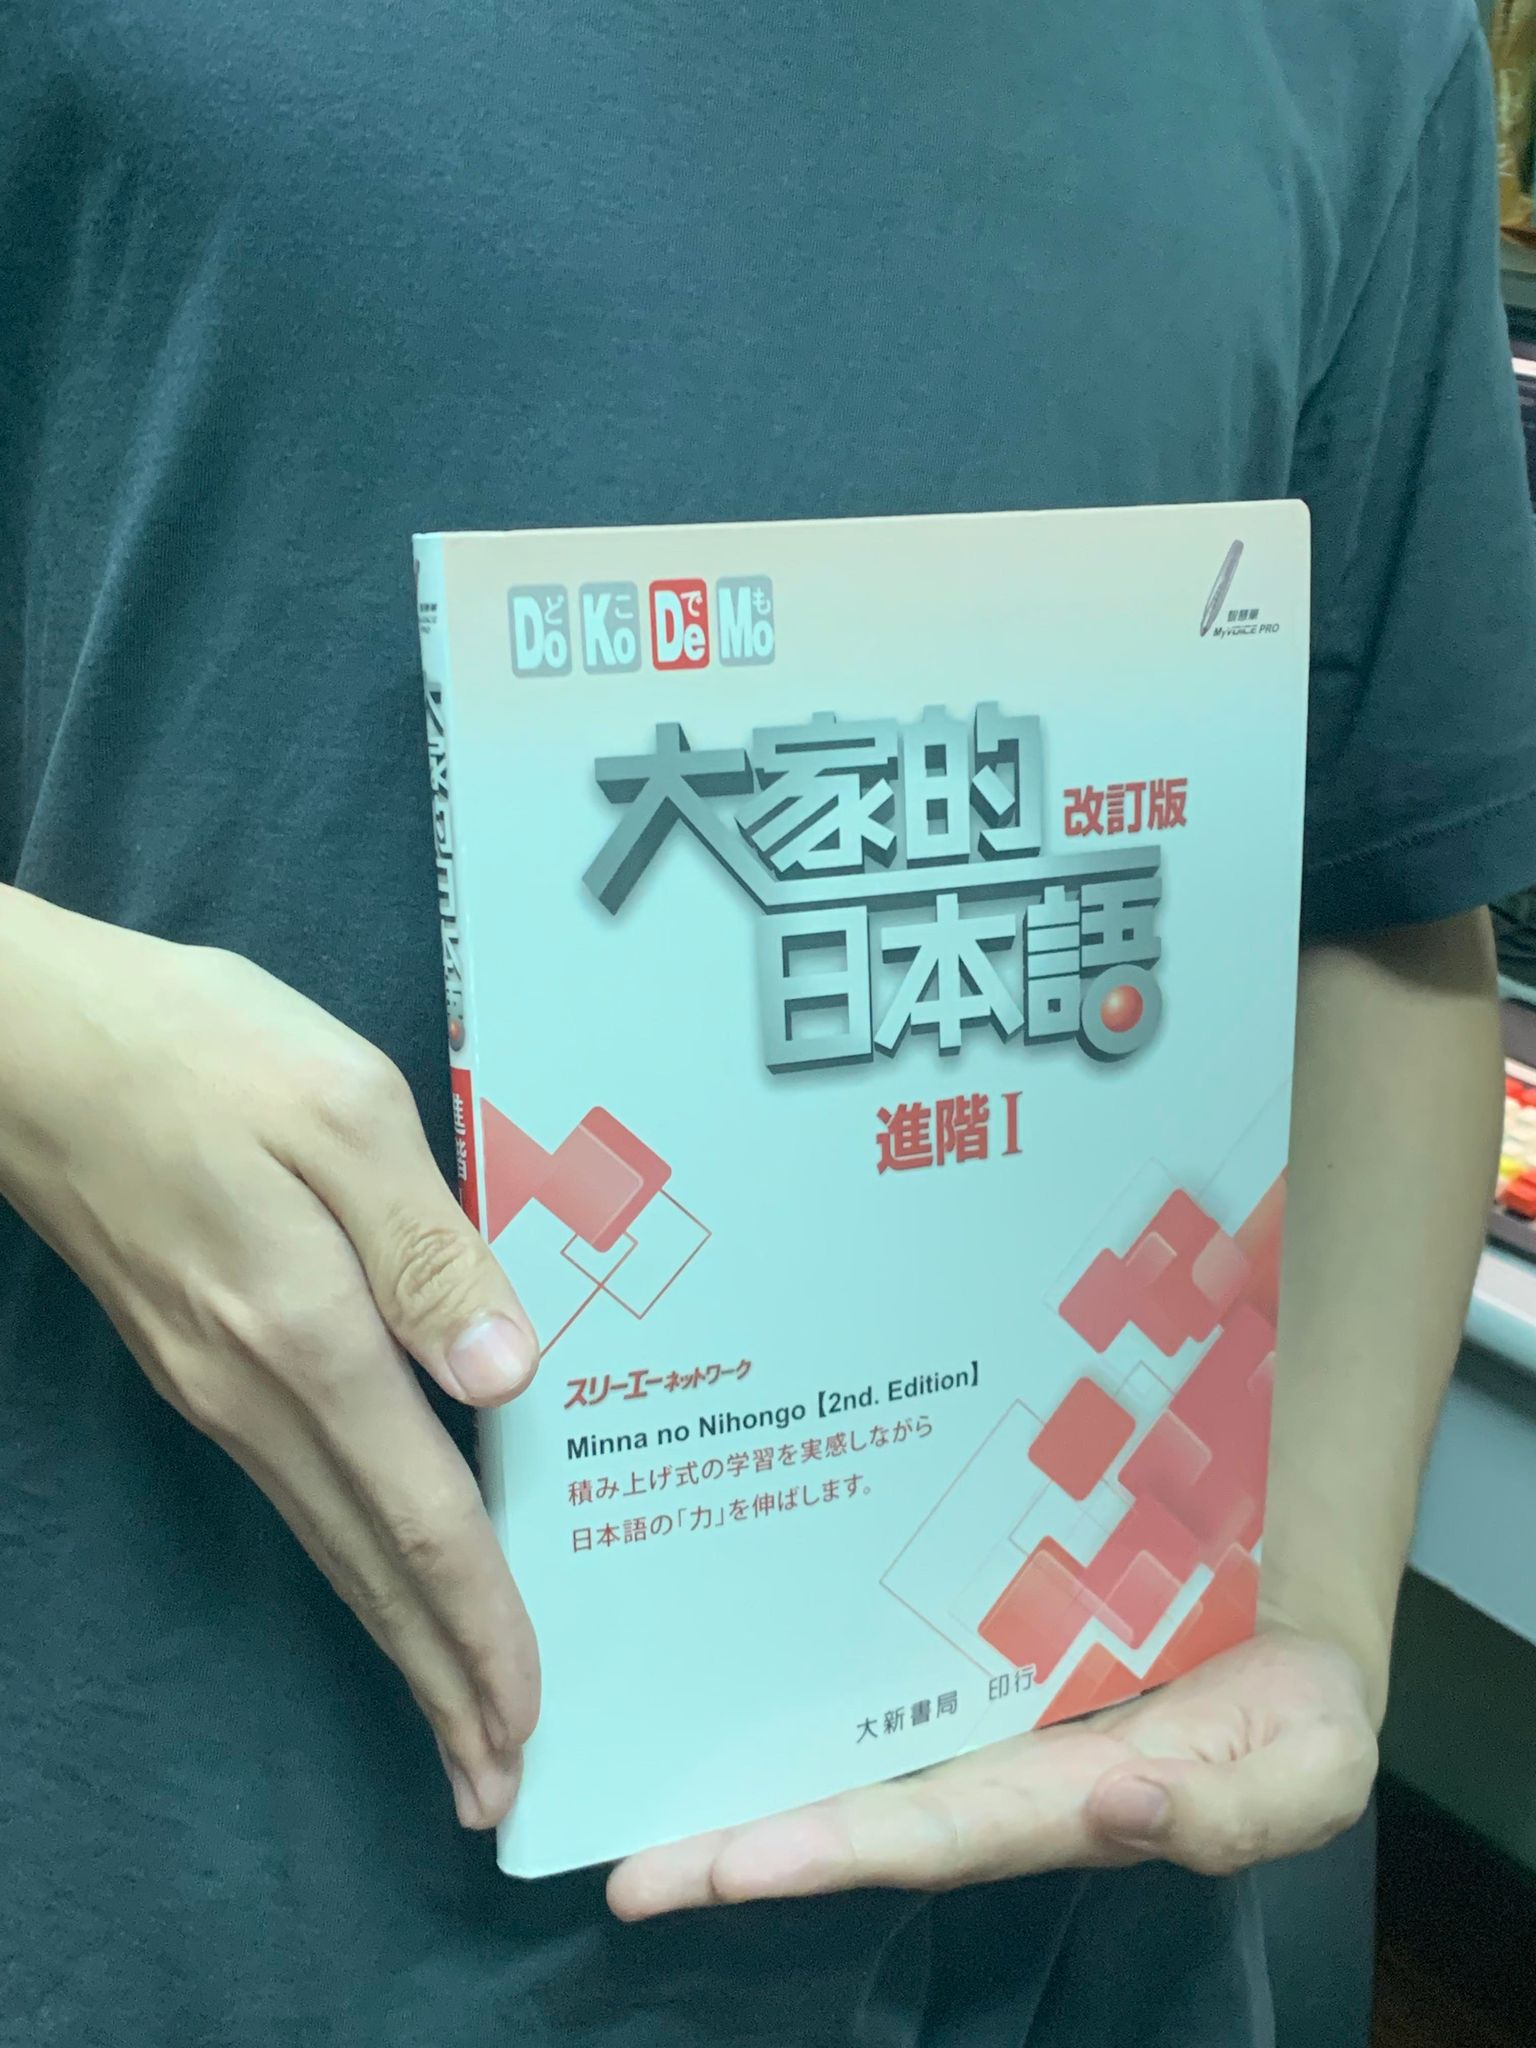 どDo こKo でDe もMo
智慧筆
MyVOICE PRO
大家的
改訂版
日本語
進階 I
スリーエーネットワーク
Minna no Nihongo【2nd. Edition】
積み上げ式の学習を実感しながら
日本語の「力」を伸ばします。
大新書局 印行